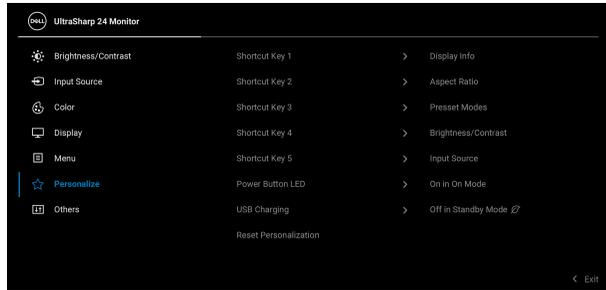 DELL UltraSharp 24 Monitor
Brightness/Contrast Shortcut Key 1 > Display Info
Input Source Shortcut Key 2 > Aspect Ratio
Color Shortcut Key 3 > Presset Modes
Display Shortcut Key 4 > Brightness/Contrast
Menu Shortcut Key 5 > Input Source
Personalize Power Button LED > On in On Mode
Others USB Charging > Off in Standby Mode
Reset Personalization
< Exit